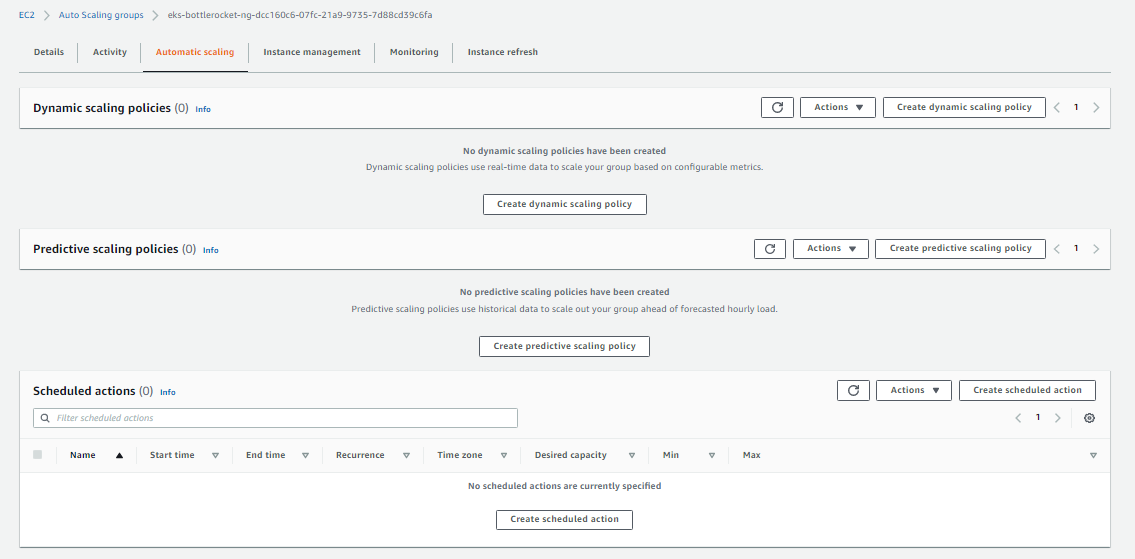 EC2 > Auto Scaling groups > eks-bottlerocket-ng-dcc160c6-07fc-21a9-9735-7d88cd39c6fa
Details Activity Automatic scaling Instance management Monitoring Instance refresh
Dynamic scaling policies (0) Info Actions Create dynamic scaling policy 1
No dynamic scaling policies have been created
Dynamic scaling policies use real-time data to scale your group based on configurable metrics.
Create dynamic scaling policy
Predictive scaling policies (0) Info Actions Create predictive scaling policy 1
No predictive scaling policies have been created
Predictive scaling policies use historical data to scale out your group ahead of forecasted hourly load.
Create predictive scaling policy
Scheduled actions (0) Info Actions Create scheduled action
Filter scheduled actions 1
Name Start time End time Recurrence Time zone Desired capacity Min Max
No scheduled actions are currently specified
Create scheduled action